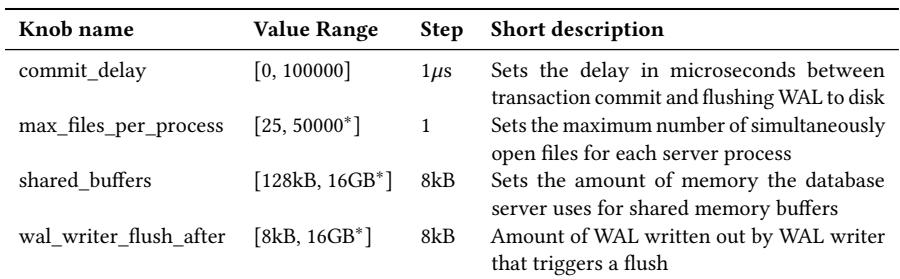 Knob name Value Range Step Short description
commit_delay [0, 100000] 1μs Sets the delay in microseconds between
transaction commit and flushing WAL to disk
max_files_per_process [25, 50000*] 1 Sets the maximum number of simultaneously
open files for each server process
shared_buffers [128kB, 16GB*] 8kB Sets the amount of memory the database
server uses for shared memory buffers
wal_writer_flush_after [8kB, 16GB*] 8kB Amount of WAL written out by WAL writer
that triggers a flush